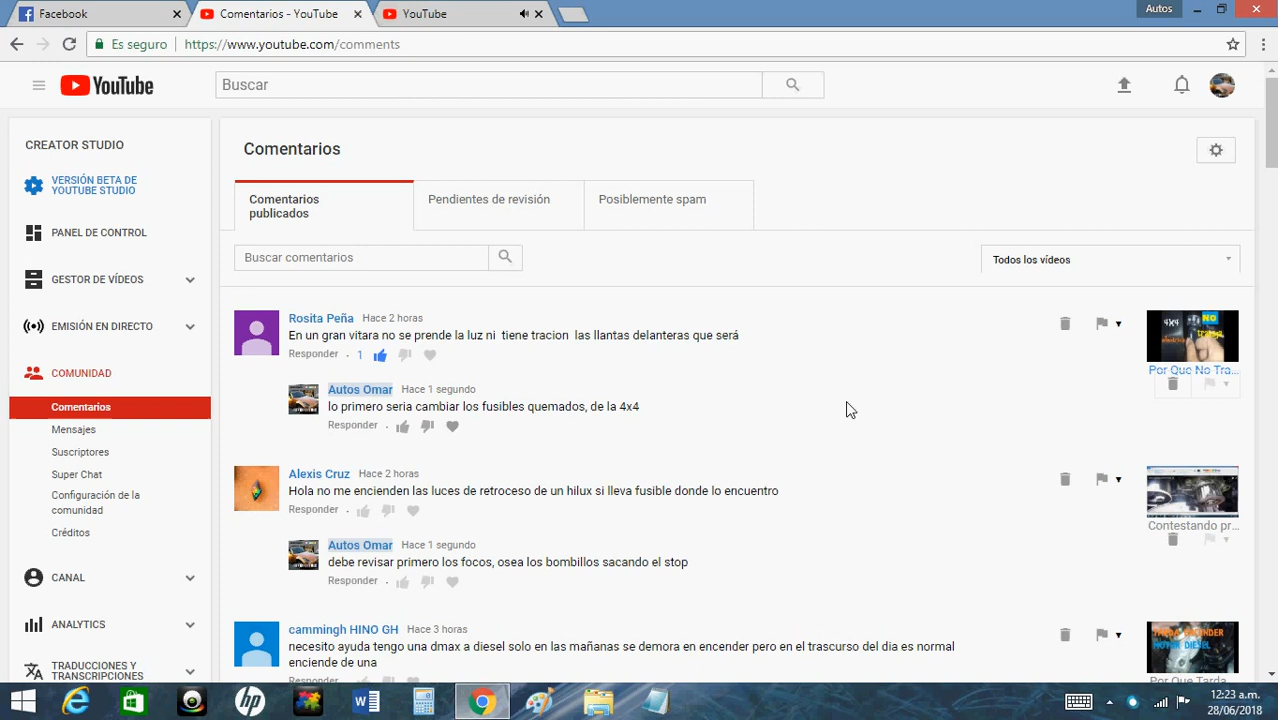 Facebook
Comentarios - YouTube
YouTube
Autos
Es seguro
https://www.youtube.com/comments
YouTube
Buscar
CREATOR STUDIO
VERSIÓN BETA DE
YOUTUBE STUDIO
PANEL DE CONTROL
GESTOR DE VÍDEOS
EMISIÓN EN DIRECTO
COMUNIDAD
Comentarios
Mensajes
Suscriptores
Super Chat
Configuración de la
comunidad
Créditos
CANAL
ANALYTICS
TRADUCCIONES Y
TRANSCRIPCIONES
Comentarios
Comentarios
publicados
Pendientes de revisión
Posiblemente spam
Buscar comentarios
Todos los vídeos
Rosita Peña Hace 2 horas
En un gran vitara no se prende la luz ni tiene tracion las llantas delanteras que será
Responder · 1
4X4
NO
Por Que No Tra...
Autos Omar Hace 1 segundo
lo primero seria cambiar los fusibles quemados, de la 4x4
Responder ·
Alexis Cruz Hace 2 horas
Hola no me encienden las luces de retroceso de un hilux si lleva fusible donde lo encuentro
Responder ·
Contestando pr...
Autos Omar Hace 1 segundo
debe revisar primero los focos, osea los bombillos sacando el stop
Responder ·
cammingh HINO GH Hace 3 horas
necesito ayuda tengo una dmax a diesel solo en las mañanas se demora en encender pero en el trascurso del dia es normal
enciende de una
Responder ·
MOTOR DIESEL
Por Que Tarda
12:23 a.m.
28/06/2018